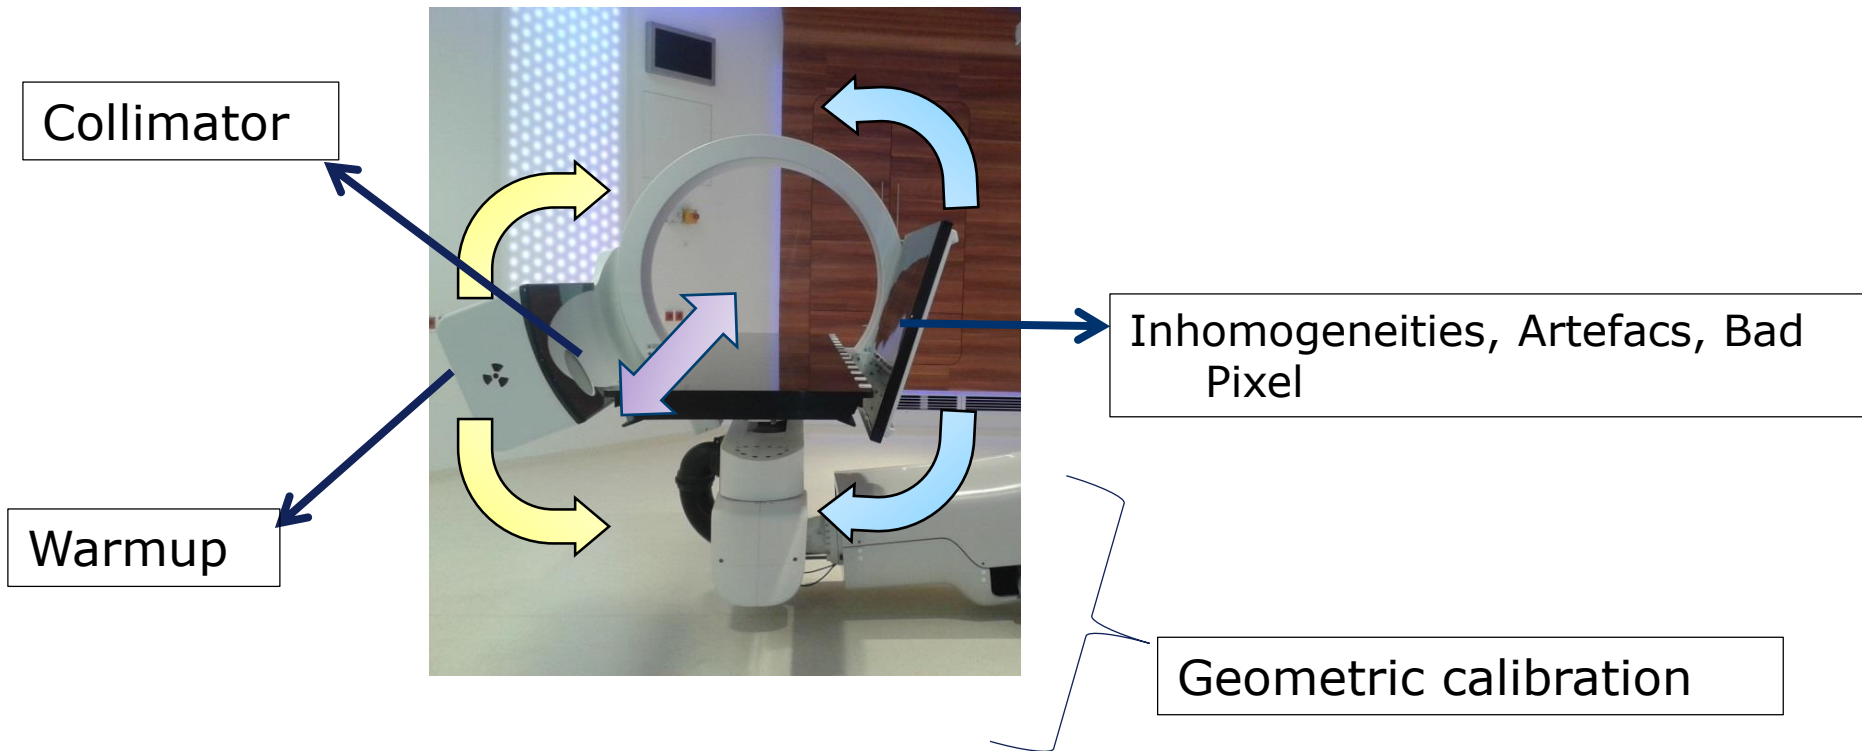 Collimator
Inhomogeneities, Artefacs, Bad
Pixel
Warmup
Geometric calibration